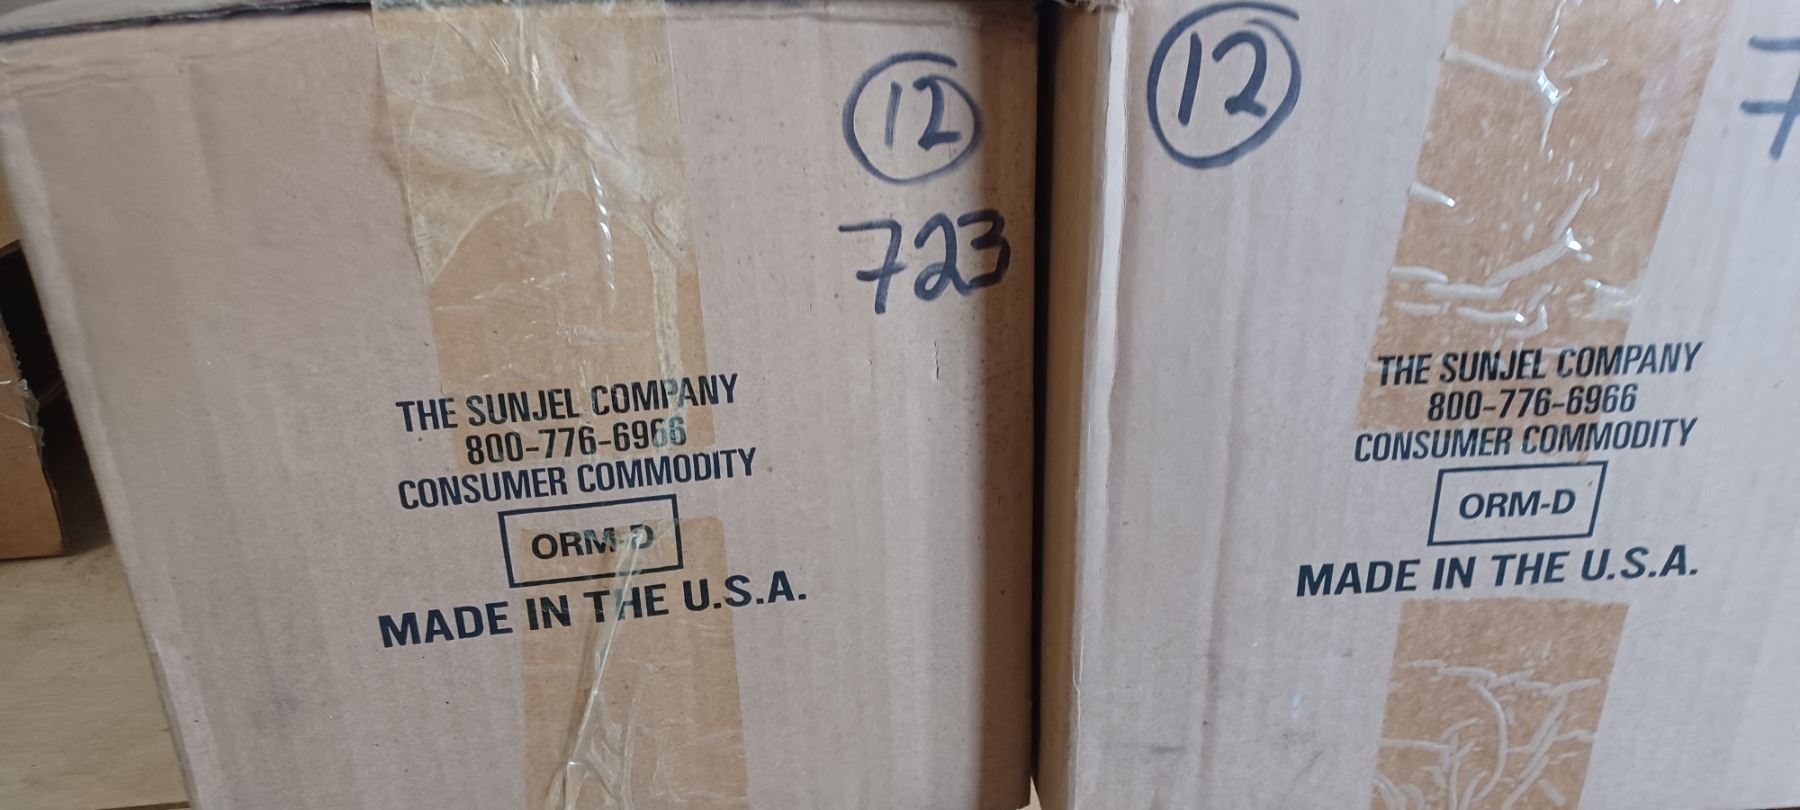 12
723
THE SUNJEL COMPANY
800-776-6966
CONSUMER COMMODITY
ORM-D
MADE IN THE U.S.A.
12
7
THE SUNJEL COMPANY
800-776-6966
CONSUMER COMMODITY
ORM-D
MADE IN THE U.S.A.